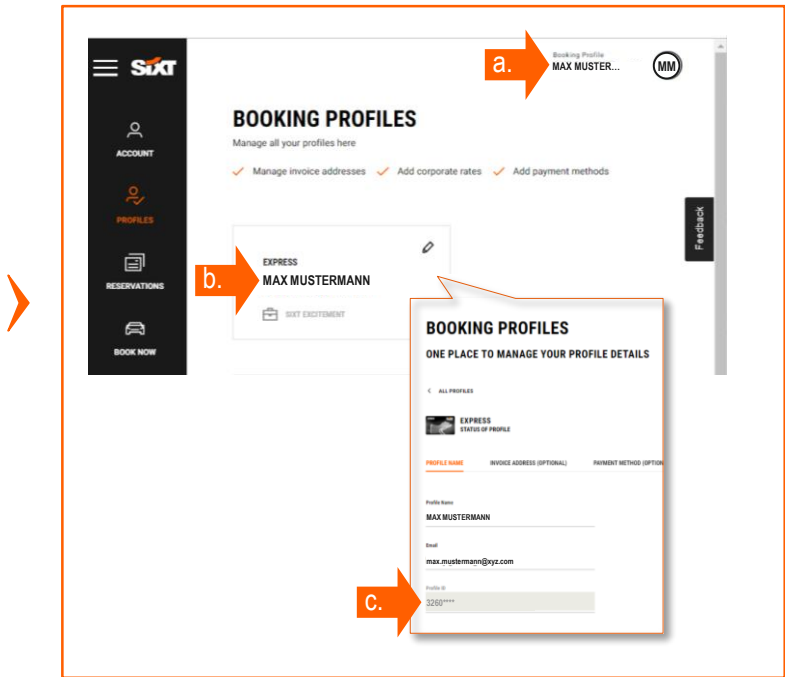 SIXT
a.
Booking Profile
MAX MUSTER...
MM
ACCOUNT
BOOKING PROFILES
Manage all your profiles here
Manage invoice addresses Add corporate rates Add payment methods
PROFILES
Feedback
RESERVATIONS
b.
EXPRESS
MAX MUSTERMANN
SIXT EXCITEMENT
BOOK NOW
BOOKING PROFILES
ONE PLACE TO MANAGE YOUR PROFILE DETAILS
< ALL PROFILES
EXPRESS
STATUS OF PROFILE
PROFILE NAME INVOICE ADDRESS (OPTIONAL) PAYMENT METHOD (OPTION
Profile Name
MAX MUSTERMANN
Email
max.mustermann@xyz.com
c.
Profile ID
3260****